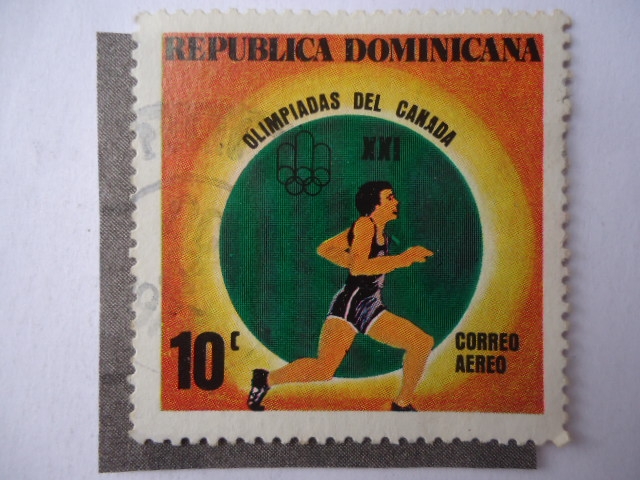 REPUBLICA DOMINICANA
OLIMPIADAS DEL CANADA
XXI
10c
CORREO
AEREO